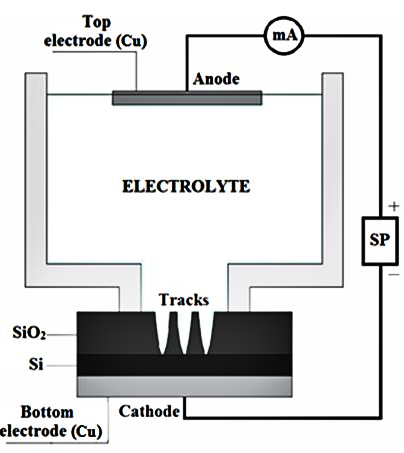 Top
electrode (Cu)
mA
Anode
ELECTROLYTE
+
SP
−
Tracks
SiO₂
Si
Bottom
electrode (Cu)
Cathode